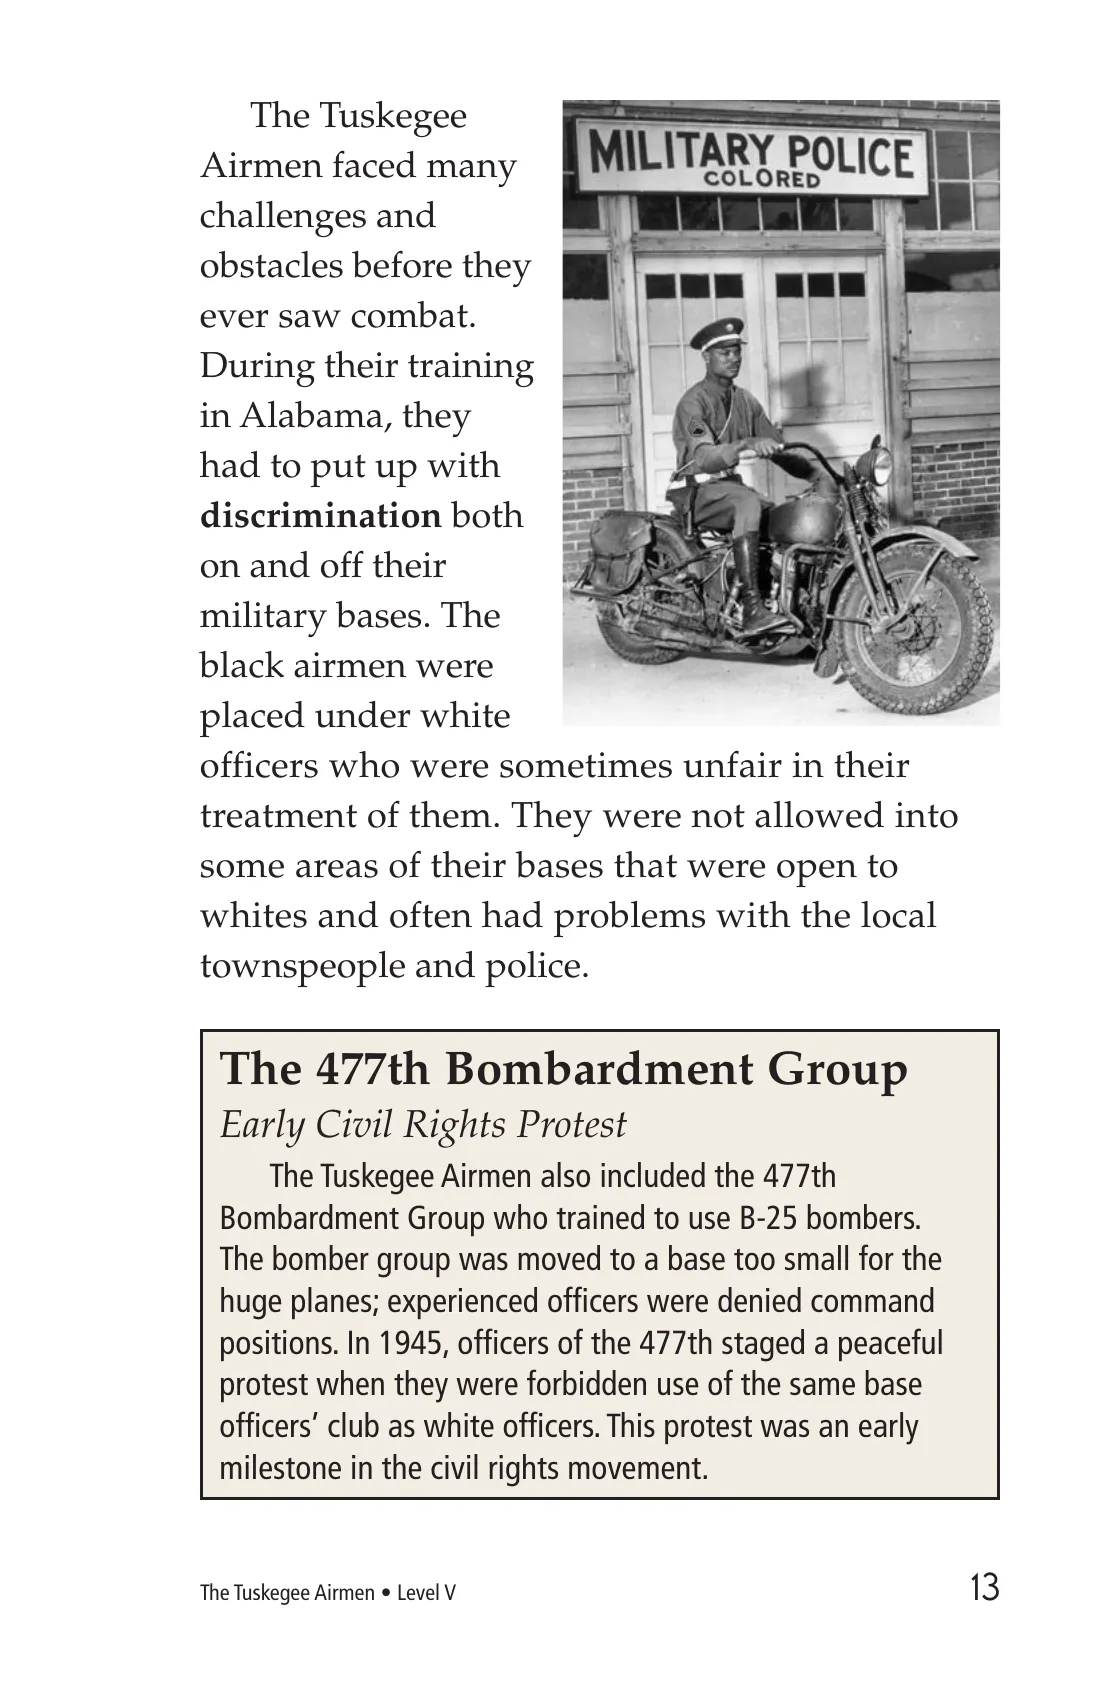 The Tuskegee
Airmen faced many
challenges and
obstacles before they
ever saw combat.
During their training
in Alabama, they
had to put up with
discrimination both
on and off their
military bases. The
black airmen were
placed under white
officers who were sometimes unfair in their
treatment of them. They were not allowed into
some areas of their bases that were open to
whites and often had problems with the local
townspeople and police.
MILITARY POLICE
COLORED
The 477th Bombardment Group
Early Civil Rights Protest
The Tuskegee Airmen also included the 477th
Bombardment Group who trained to use B-25 bombers.
The bomber group was moved to a base too small for the
huge planes; experienced officers were denied command
positions. In 1945, officers of the 477th staged a peaceful
protest when they were forbidden use of the same base
officers’ club as white officers. This protest was an early
milestone in the civil rights movement.
The Tuskegee Airmen • Level V
13